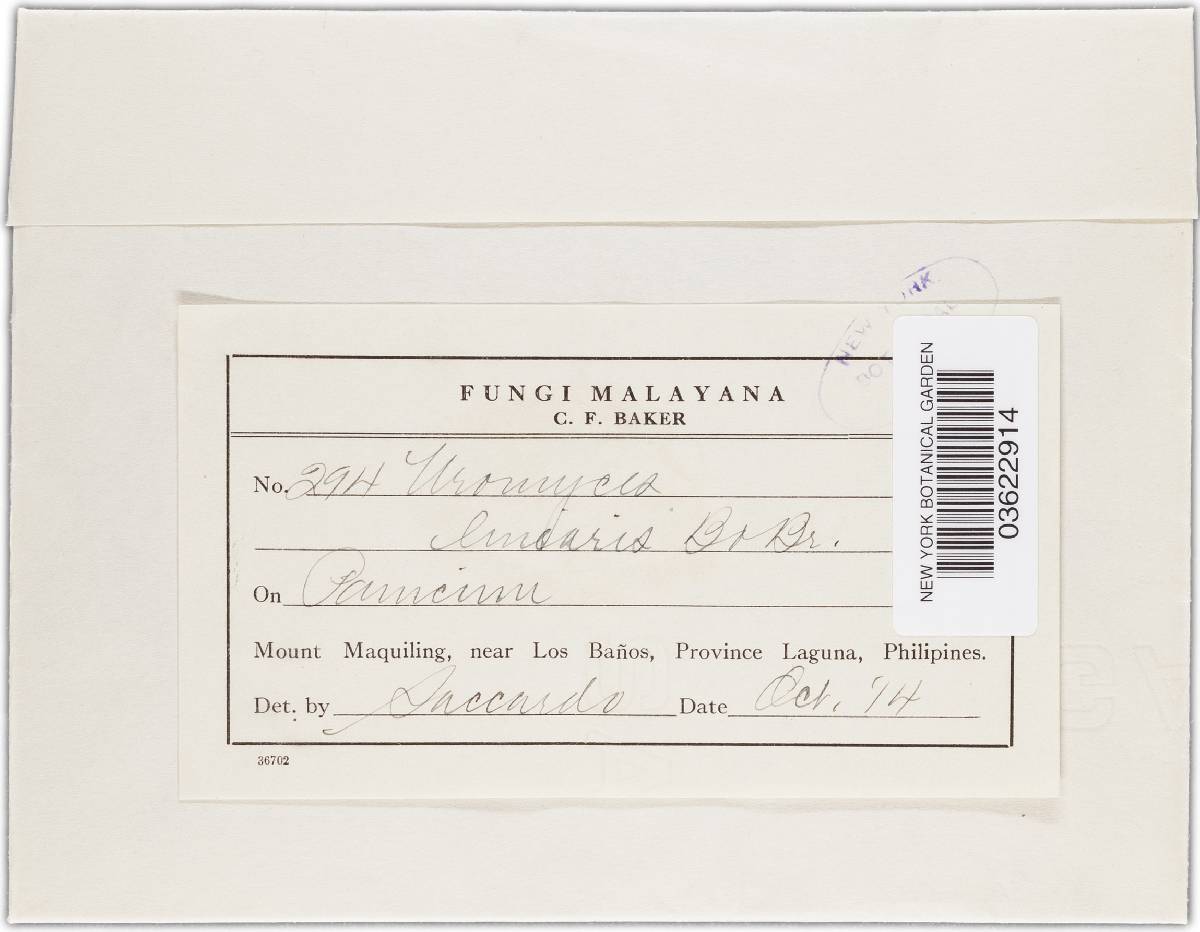 FUNGI MALAYANA
C. F. BAKER
No. 294 Uromyces
linearis B & Br.
On Panicum
Mount Maquiling, near Los Baños, Province Laguna, Philipines.
Det. by Saccardo Date Oct. '14
36702
NEW YORK BOTANICAL GARDEN
03622914
NEW